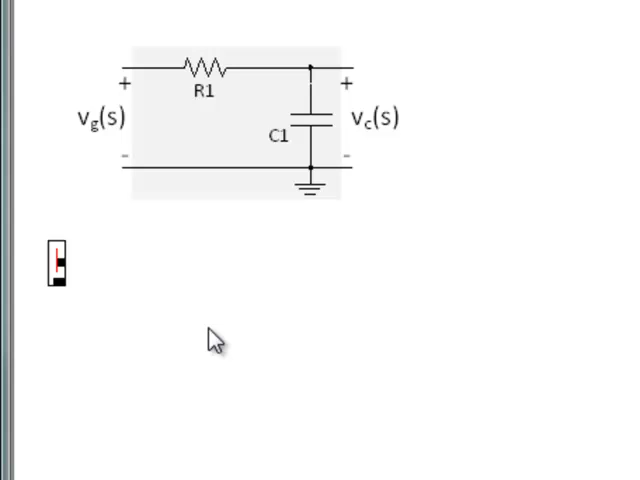 + +
R1
vg(s) C1 vc(s)
- -